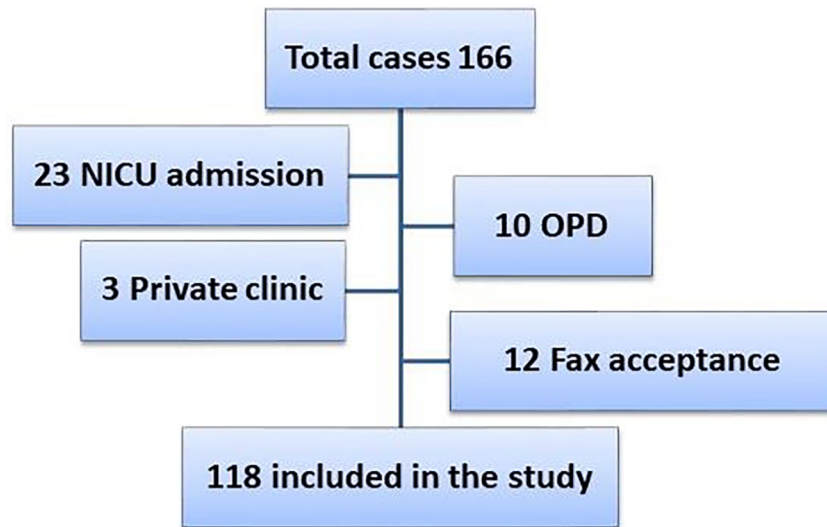 Total cases 166
23 NICU admission
10 OPD
3 Private clinic
12 Fax acceptance
118 included in the study